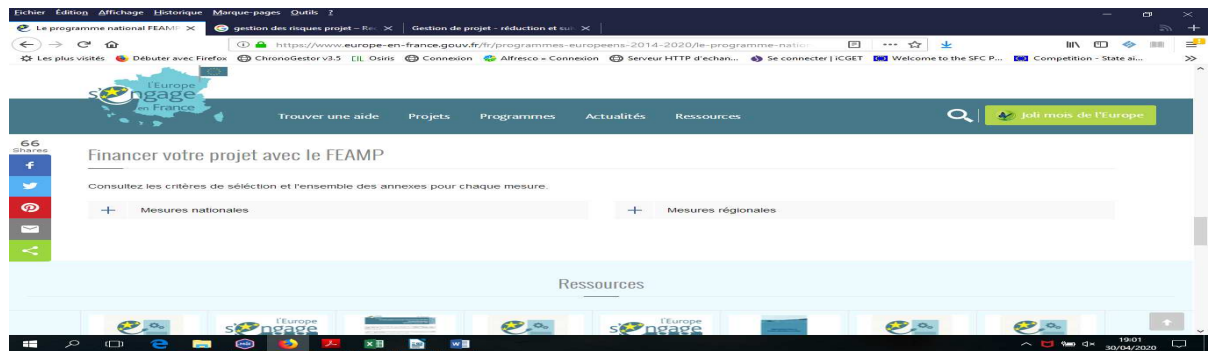 Fichier Édition Affichage Historique Marque-pages Outils ?
Le programme national FEAMP gestion des risques projet – Rec Gestion de projet - réduction et sui
https://www.europe-en-france.gouv.fr/fr/programmes-europeens-2014-2020/le-programme-nation
Les plus visités Débuter avec Firefox ChronoGestor v3.5 Osiris Connexion Alfresco » Connexion Serveur HTTP d'echan... Se connecter | iCGET Welcome to the SFC P... Competition - State ai...
l'Europe
s'engage
en France
Trouver une aide Projets Programmes Actualités Ressources Joli mois de l'Europe
66
Shares
Financer votre projet avec le FEAMP
Consultez les critères de séléction et l'ensemble des annexes pour chaque mesure.
Mesures nationales Mesures régionales
Ressources
l'Europe l'Europe
s'engage s'engage
19:01
30/04/2020